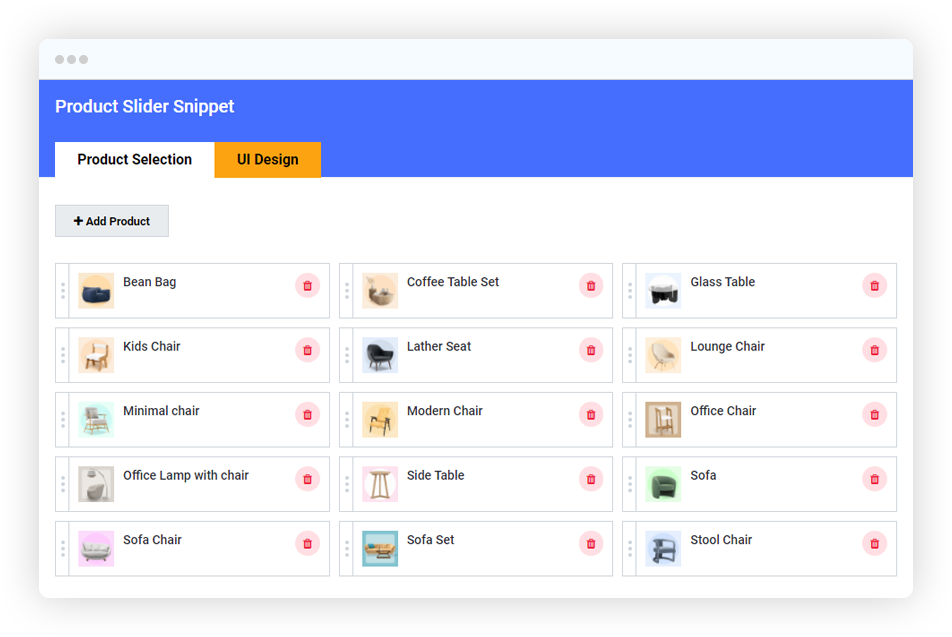 Product Slider Snippet
Product Selection
UI Design
Add Product
Bean Bag
Coffee Table Set
Glass Table
Kids Chair
Lather Seat
Lounge Chair
Minimal chair
Modern Chair
Office Chair
Office Lamp with chair
Side Table
Sofa
Sofa Chair
Sofa Set
Stool Chair